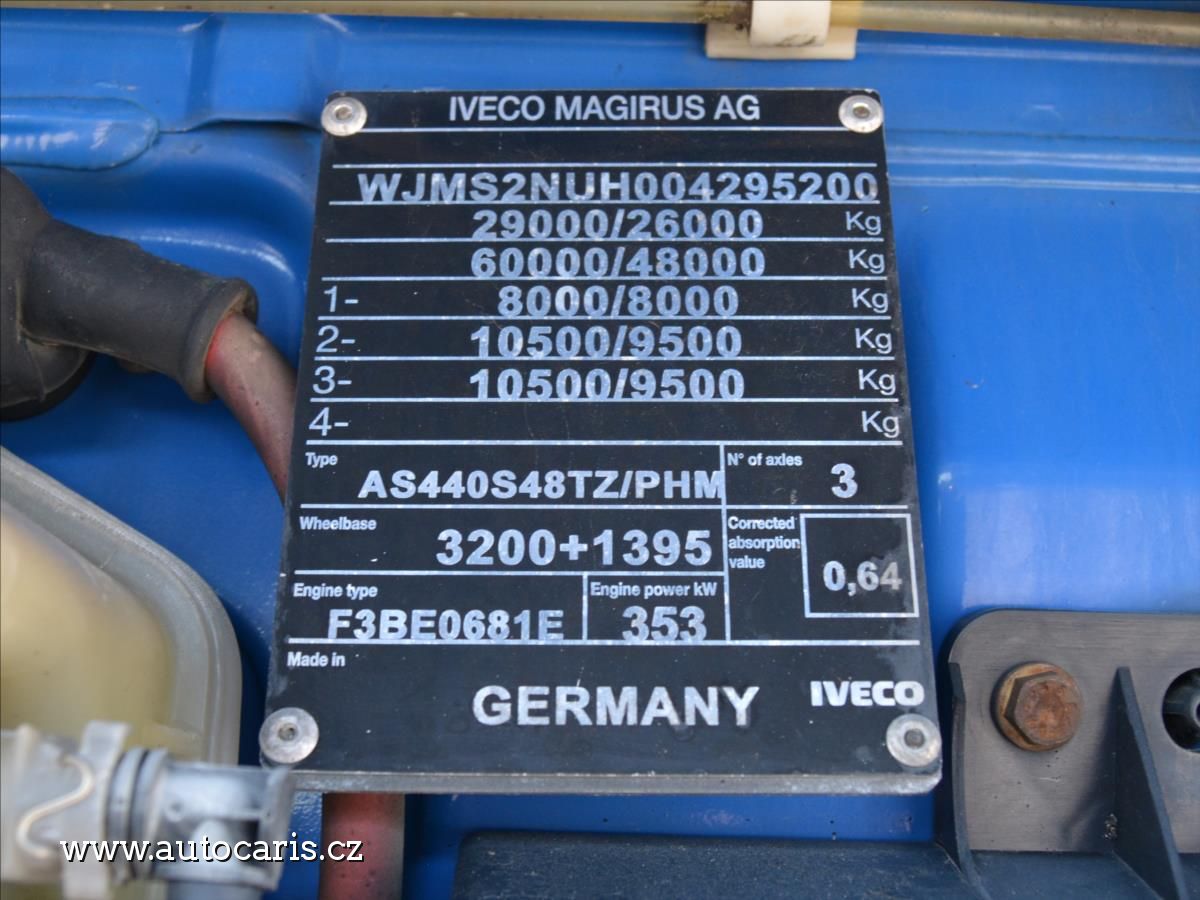 IVECO MAGIRUS AG
WJMS2NUH004295200
29000/26000 Kg
60000/48000 Kg
1- 8000/8000 Kg
2- 10500/9500 Kg
3- 10500/9500 Kg
4- Kg
Type
AS440S48TZ/PHM
N° of axles
3
Wheelbase
3200+1395
Corrected
absorption
value
0,64
Engine type
F3BE0681E
Engine power kW
353
Made in
GERMANY
IVECO
www.autocaris.cz